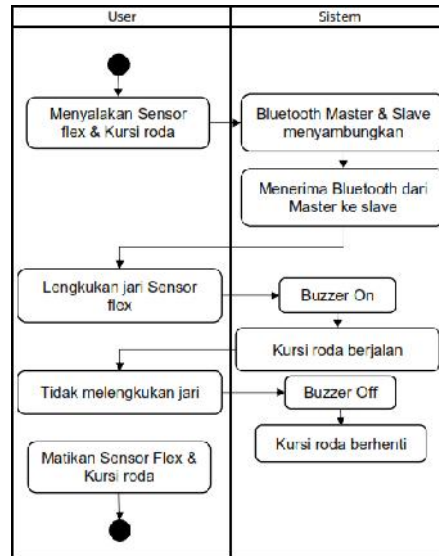 User
Sistem
Menyalakan Sensor
flex & Kursi roda
Bluetooth Master & Slave
menyambungkan
Menerima Bluetooth dari
Master ke slave
Lengkukan jari Sensor
flex
Buzzer On
Kursi roda berjalan
Tidak melengkukan jari
Buzzer Off
Kursi roda berhenti
Matikan Sensor Flex &
Kursi roda